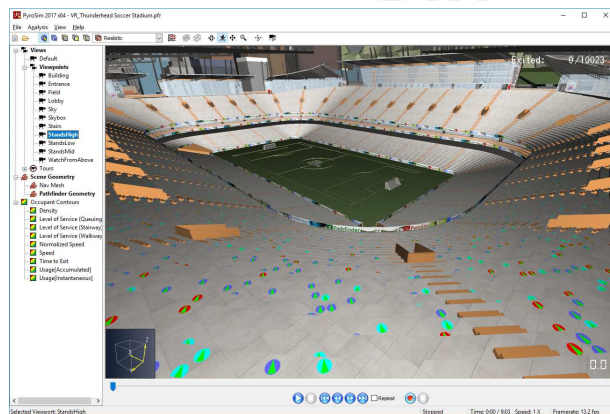 PyroSim 2017 x64 - VR_Thunderhead Soccer Stadium.pfr
File Analysis View Help
Realistic
Views
Default
Viewpoints
Building
Entrance
Field
Lobby
Sky
Skybox
Stairs
StandsHigh
StandsLow
StandsMid
WatchFromAbove
Tours
Scene Geometry
Nav Mesh
Pathfinder Geometry
Occupant Contours
Density
Level of Service (Queuing
Level of Service (Stairway)
Level of Service (Walkway
Normalized Speed
Speed
Time to Exit
Usage[Accumulated]
Usage[Instantaneous]
Exited: 0/10023
Pathfinder
Z
0.0
Repeat
Selected Viewport: StandsHigh
Stopped
Time: 0:00 / 9:03 Speed: 1 X Framerate: 13.2 fps